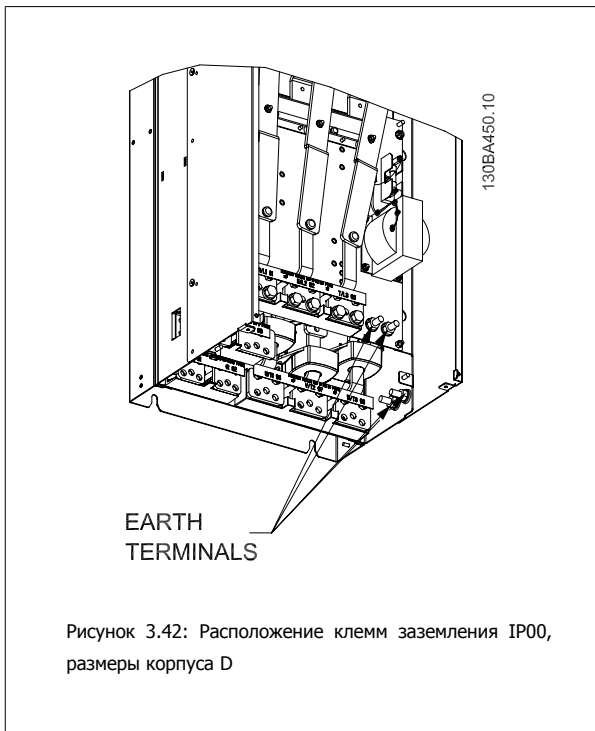 130BA450.10
EARTH
TERMINALS
Рисунок 3.42: Расположение клемм заземления IP00,
размеры корпуса D